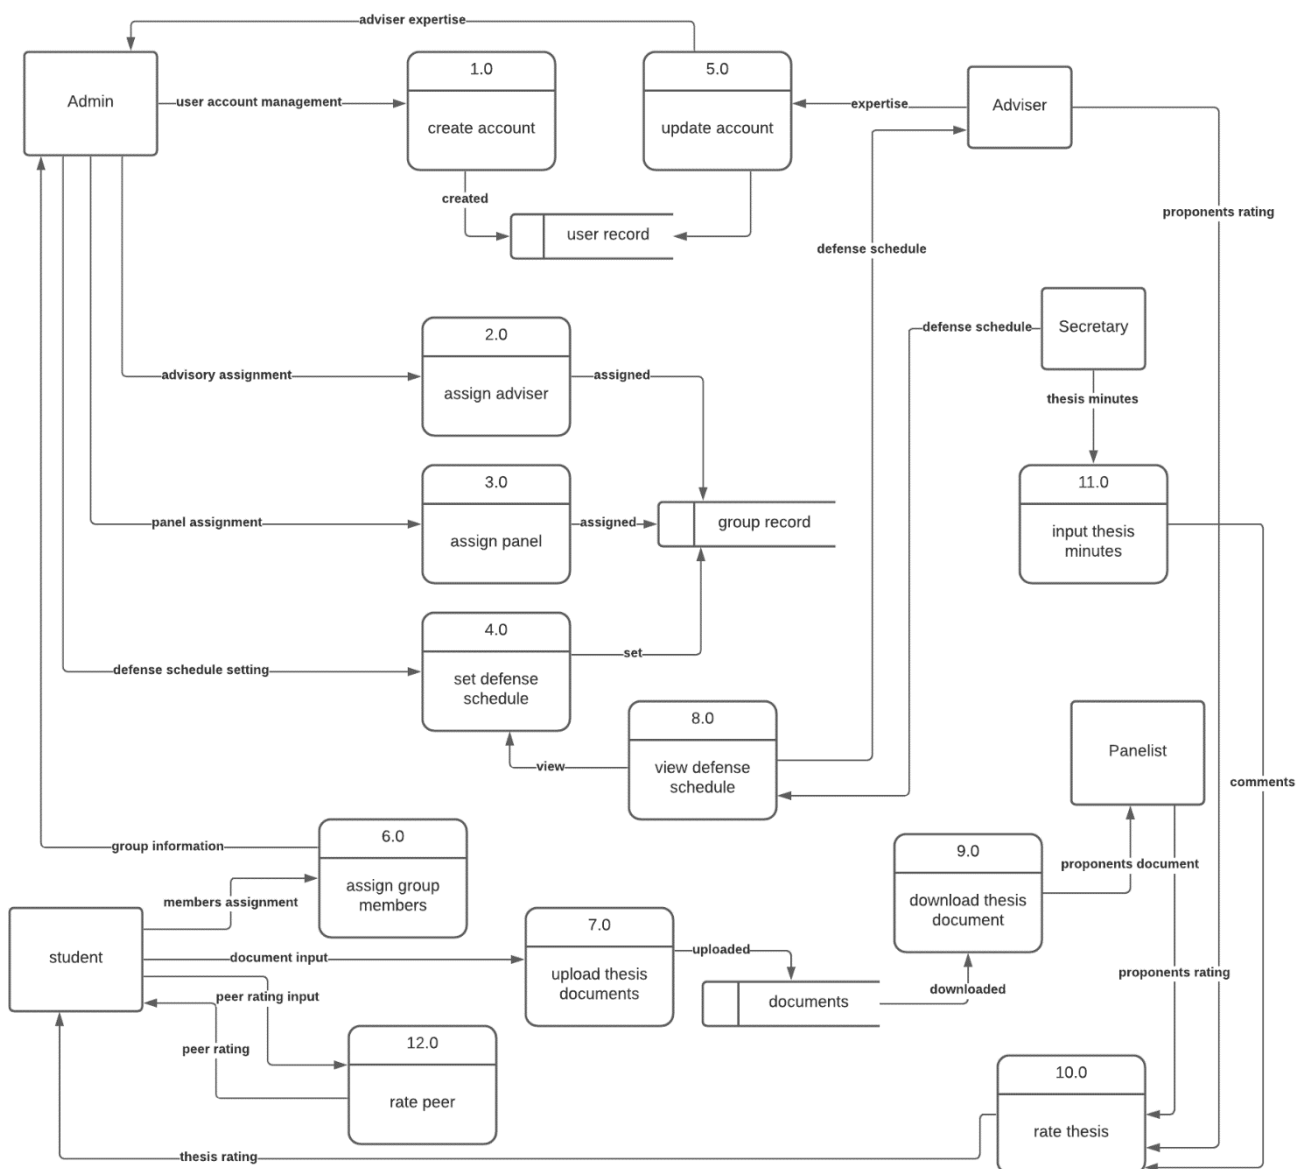 adviser expertise
Admin
user account management
1.0
create account
5.0
update account
expertise
Adviser
created
user record
proponents rating
defense schedule
defense schedule
Secretary
thesis minutes
2.0
assign adviser
advisory assignment
assigned
3.0
assign panel
panel assignment
assigned
group record
11.0
input thesis
minutes
4.0
set defense
schedule
defense schedule setting
set
8.0
view defense
schedule
view
Panelist
comments
6.0
assign group
members
group information
members assignment
9.0
download thesis
document
proponents document
student
document input
7.0
upload thesis
documents
uploaded
documents
downloaded
proponents rating
peer rating input
peer rating
12.0
rate peer
10.0
rate thesis
thesis rating